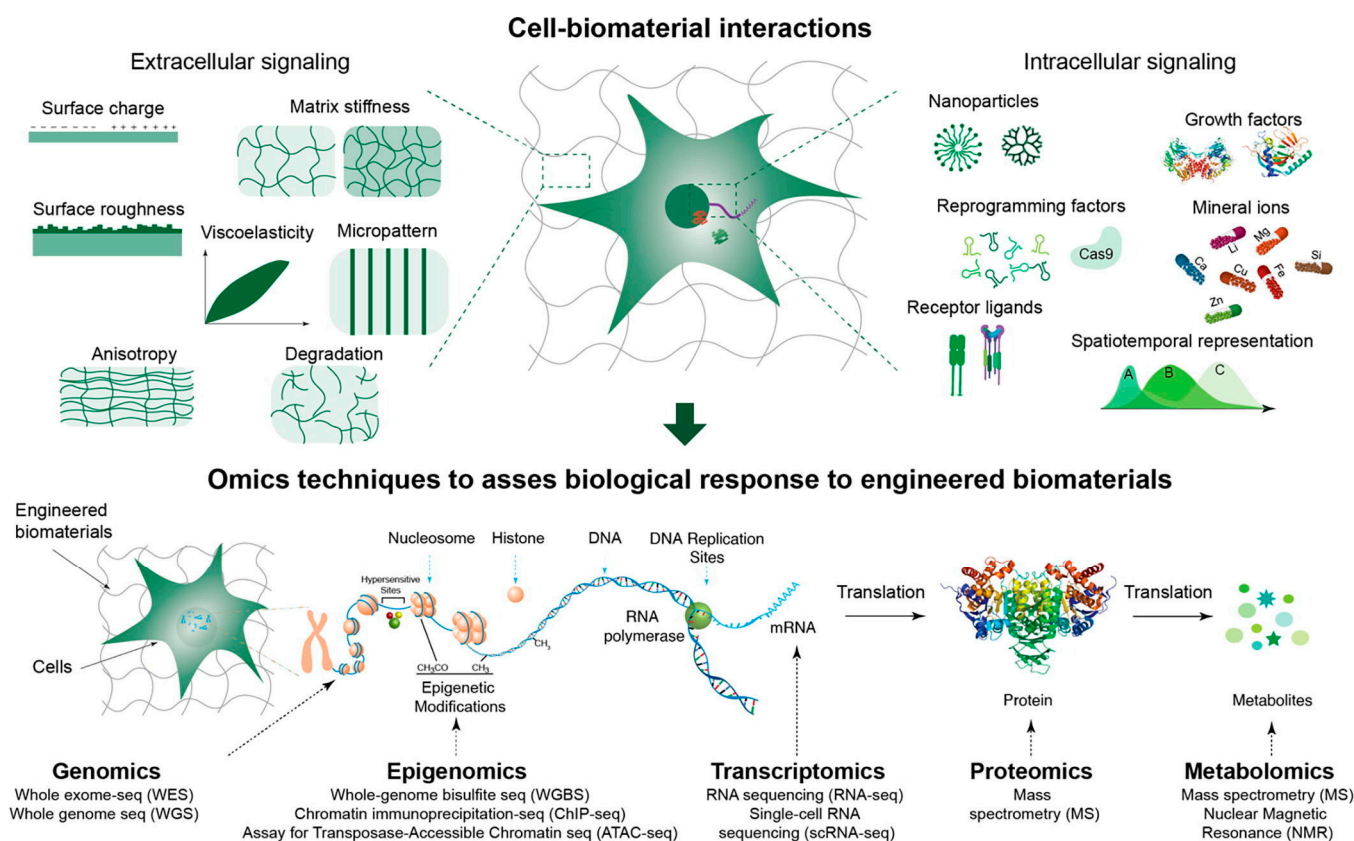 Cell-biomaterial interactions
Extracellular signaling
Surface charge
− − − − − − − − + + + + + + +
Matrix stiffness
Surface roughness
Viscoelasticity
Micropattern
Anisotropy
Degradation
Intracellular signaling
Nanoparticles
Growth factors
Reprogramming factors
Cas9
Mineral ions
Li
Mg
Ca
Cu
Fe
Si
Zn
Receptor ligands
Spatiotemporal representation
A
B
C
Omics techniques to asses biological response to engineered biomaterials
Engineered
biomaterials
Cells
Nucleosome
Histone
DNA
DNA Replication
Sites
Hypersensitive
Sites
CH₃CO
CH₃
Epigenetic
Modifications
CH₃
RNA
polymerase
mRNA
Translation
Protein
Translation
Metabolites
Genomics
Whole exome-seq (WES)
Whole genome seq (WGS)
Epigenomics
Whole-genome bisulfite seq (WGBS)
Chromatin immunoprecipitation-seq (ChIP-seq)
Assay for Transposase-Accessible Chromatin seq (ATAC-seq)
Transcriptomics
RNA sequencing (RNA-seq)
Single-cell RNA
sequencing (scRNA-seq)
Proteomics
Mass
spectrometry (MS)
Metabolomics
Mass spectrometry (MS)
Nuclear Magnetic
Resonance (NMR)